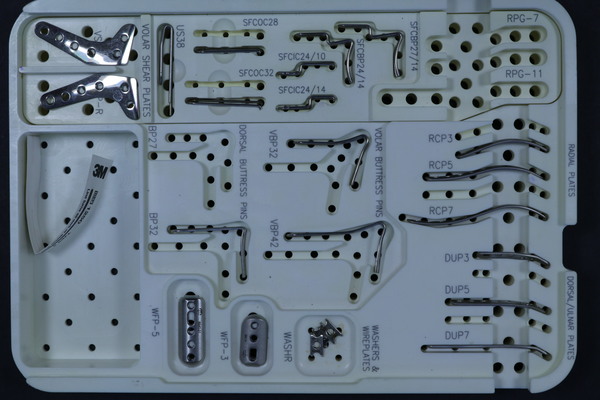 VOLAR SHEAR PLATES
US38
SFCOC28
SFCIC24/10
SFCOC32
SFCIC24/14
SFCBP24/14
SFCBP27/14
RPG-7
RPG-11
BP27
DORSAL BUTTRESS PINS
VBP32
VOLAR BUTTRESS PINS
RCP3
RCP5
RCP7
RADIAL PLATES
3M
BP32
VBP42
DUP3
DUP5
DUP7
DORSAL/ULNAR PLATES
WFP-5
WFP-3
WASHR
WASHERS &
WIREPLATES